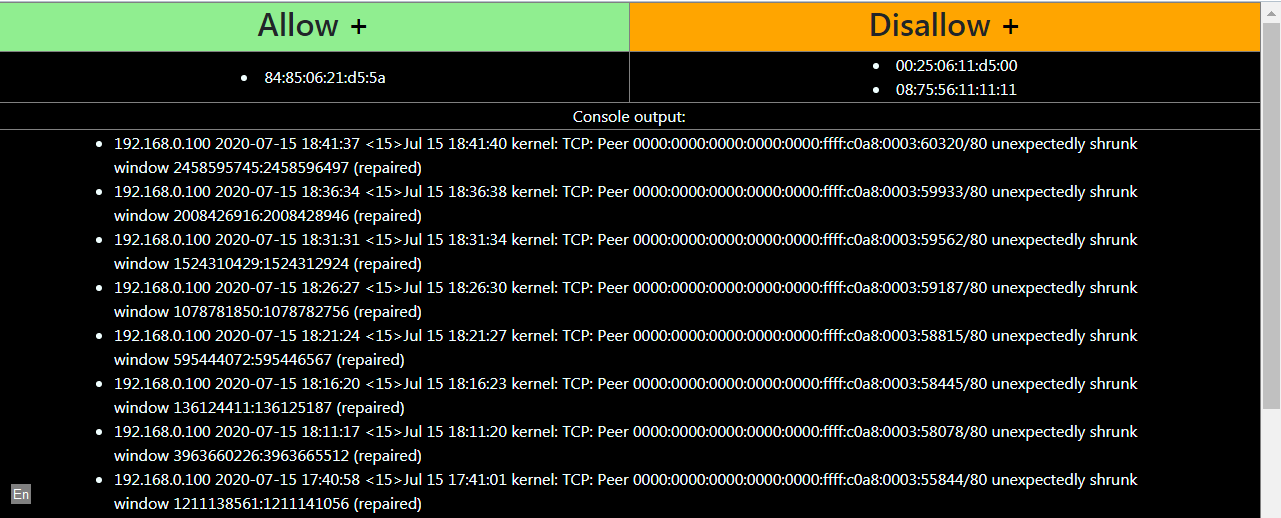 Allow +
Disallow +
84:85:06:21:d5:5a
00:25:06:11:d5:00
08:75:56:11:11:11
Console output:
192.168.0.100 2020-07-15 18:41:37 <15>Jul 15 18:41:40 kernel: TCP: Peer 0000:0000:0000:0000:0000:ffff:c0a8:0003:60320/80 unexpectedly shrunk
window 2458595745:2458596497 (repaired)
192.168.0.100 2020-07-15 18:36:34 <15>Jul 15 18:36:38 kernel: TCP: Peer 0000:0000:0000:0000:0000:ffff:c0a8:0003:59933/80 unexpectedly shrunk
window 2008426916:2008428946 (repaired)
192.168.0.100 2020-07-15 18:31:31 <15>Jul 15 18:31:34 kernel: TCP: Peer 0000:0000:0000:0000:0000:ffff:c0a8:0003:59562/80 unexpectedly shrunk
window 1524310429:1524312924 (repaired)
192.168.0.100 2020-07-15 18:26:27 <15>Jul 15 18:26:30 kernel: TCP: Peer 0000:0000:0000:0000:0000:ffff:c0a8:0003:59187/80 unexpectedly shrunk
window 1078781850:1078782756 (repaired)
192.168.0.100 2020-07-15 18:21:24 <15>Jul 15 18:21:27 kernel: TCP: Peer 0000:0000:0000:0000:0000:ffff:c0a8:0003:58815/80 unexpectedly shrunk
window 595444072:595446567 (repaired)
192.168.0.100 2020-07-15 18:16:20 <15>Jul 15 18:16:23 kernel: TCP: Peer 0000:0000:0000:0000:0000:ffff:c0a8:0003:58445/80 unexpectedly shrunk
window 136124411:136125187 (repaired)
192.168.0.100 2020-07-15 18:11:17 <15>Jul 15 18:11:20 kernel: TCP: Peer 0000:0000:0000:0000:0000:ffff:c0a8:0003:58078/80 unexpectedly shrunk
window 3963660226:3963665512 (repaired)
192.168.0.100 2020-07-15 17:40:58 <15>Jul 15 17:41:01 kernel: TCP: Peer 0000:0000:0000:0000:0000:ffff:c0a8:0003:55844/80 unexpectedly shrunk
En
window 1211138561:1211141056 (repaired)